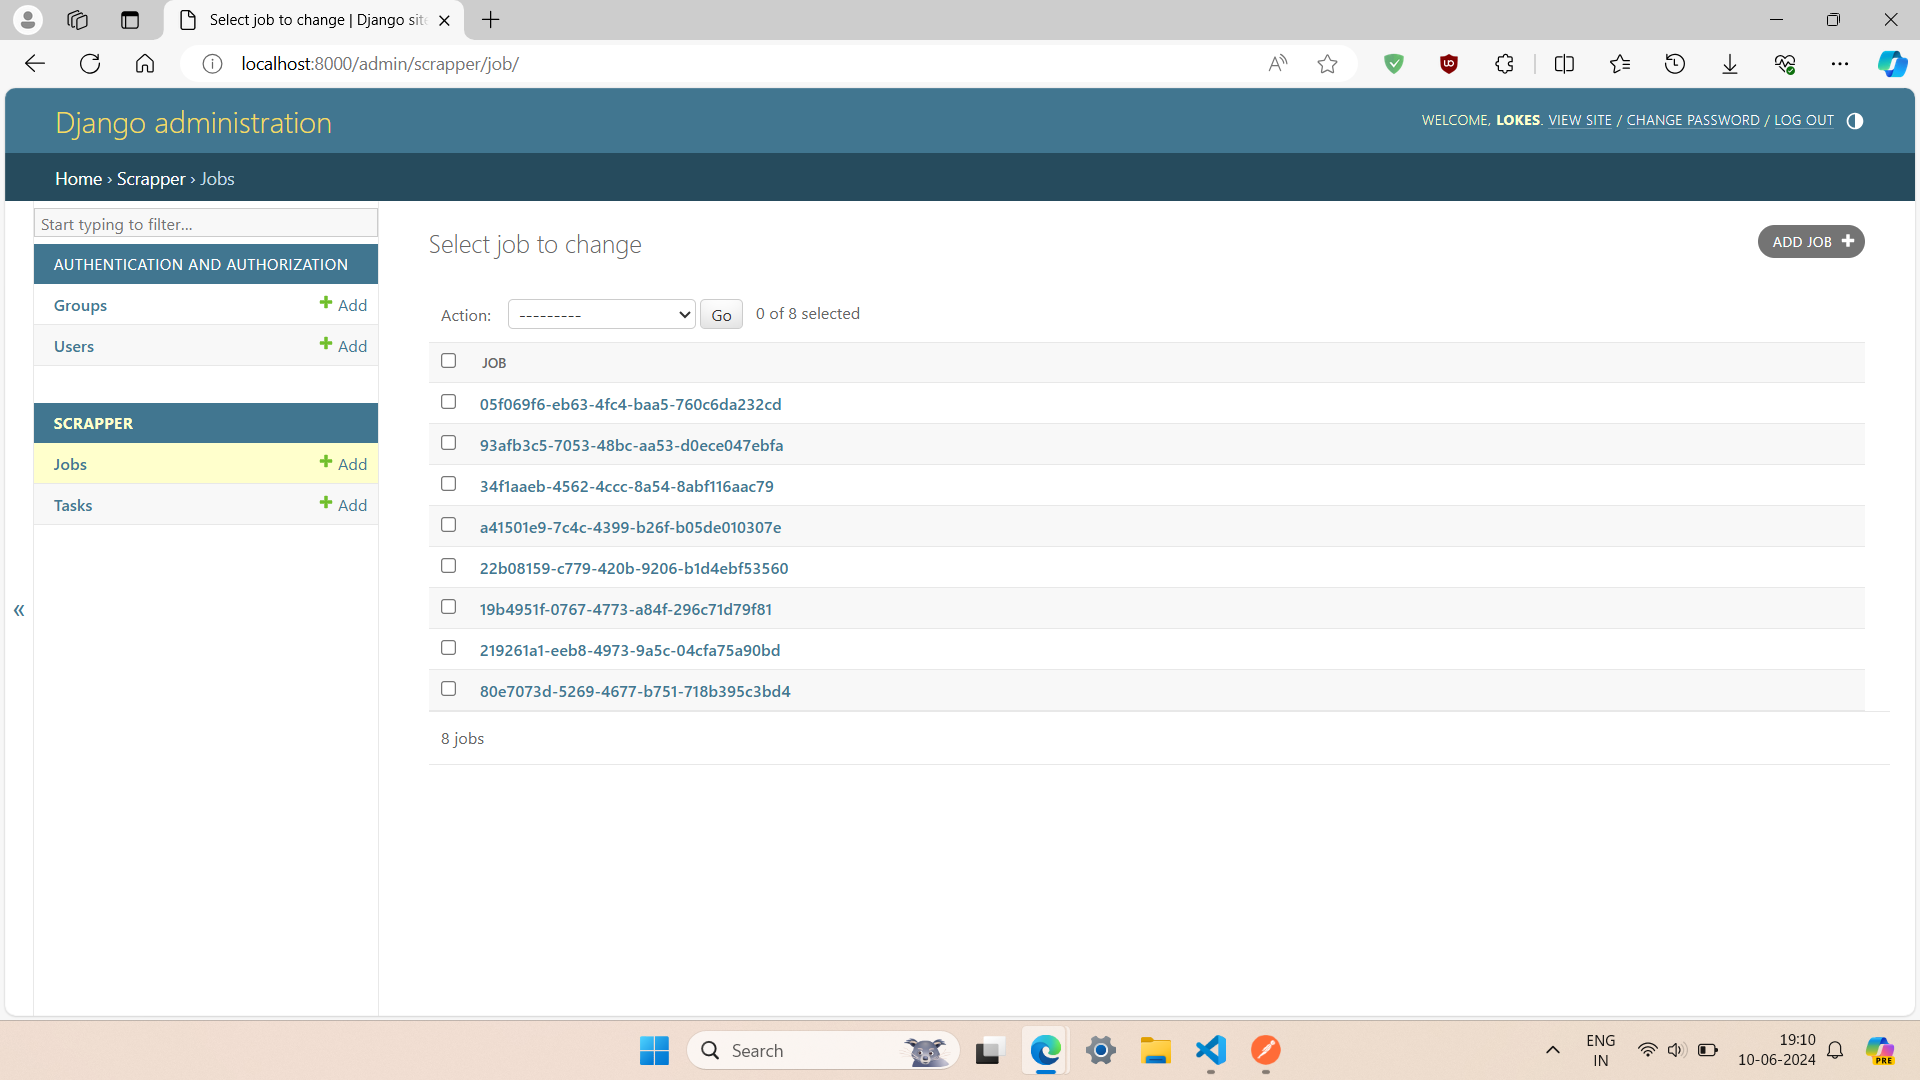 Select job to change | Django site
localhost:8000/admin/scrapper/job/
Django administration
WELCOME, LOKES. VIEW SITE / CHANGE PASSWORD / LOG OUT
Home › Scrapper › Jobs
Start typing to filter...
AUTHENTICATION AND AUTHORIZATION
Groups + Add
Users + Add
SCRAPPER
Jobs + Add
Tasks + Add
«
Select job to change
ADD JOB +
Action: --------- Go 0 of 8 selected
JOB
05f069f6-eb63-4fc4-baa5-760c6da232cd
93afb3c5-7053-48bc-aa53-d0ece047ebfa
34f1aaeb-4562-4ccc-8a54-8abf116aac79
a41501e9-7c4c-4399-b26f-b05de010307e
22b08159-c779-420b-9206-b1d4ebf53560
19b4951f-0767-4773-a84f-296c71d79f81
219261a1-eeb8-4973-9a5c-04cfa75a90bd
80e7073d-5269-4677-b751-718b395c3bd4
8 jobs
Search
ENG
IN
19:10
10-06-2024
PRE